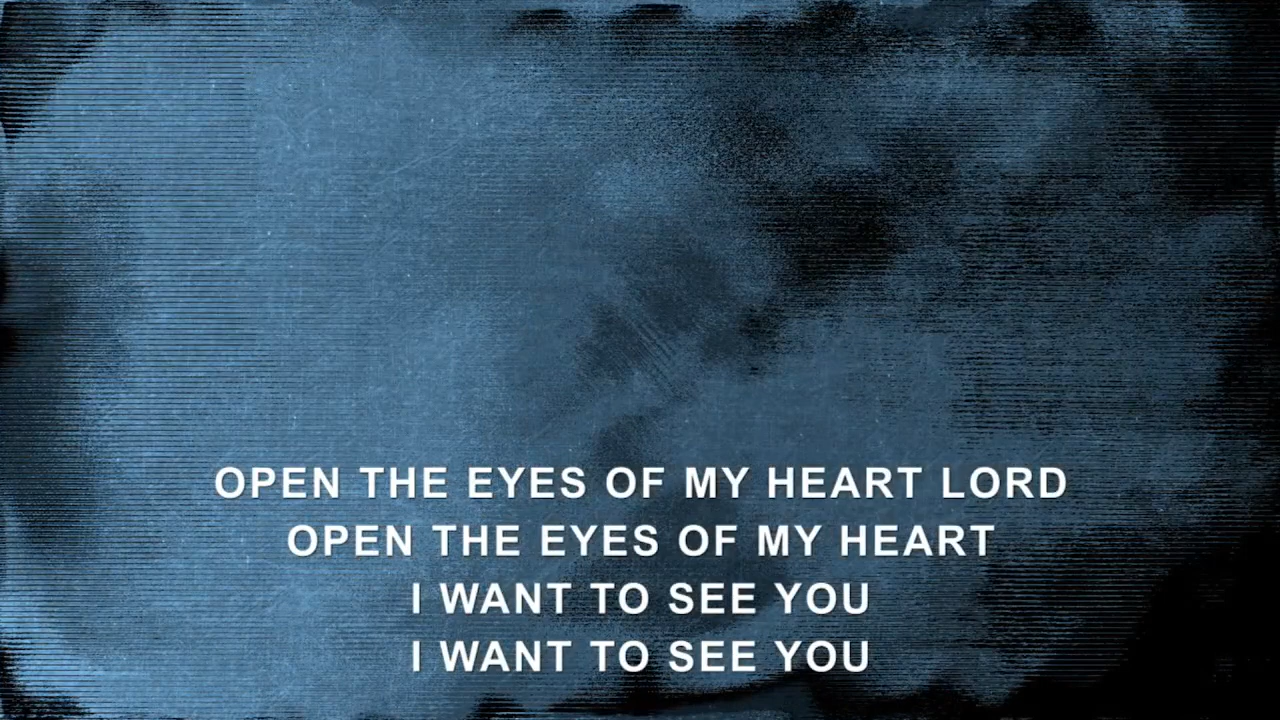 OPEN THE EYES OF MY HEART LORD
OPEN THE EYES OF MY HEART
I WANT TO SEE YOU
I WANT TO SEE YOU